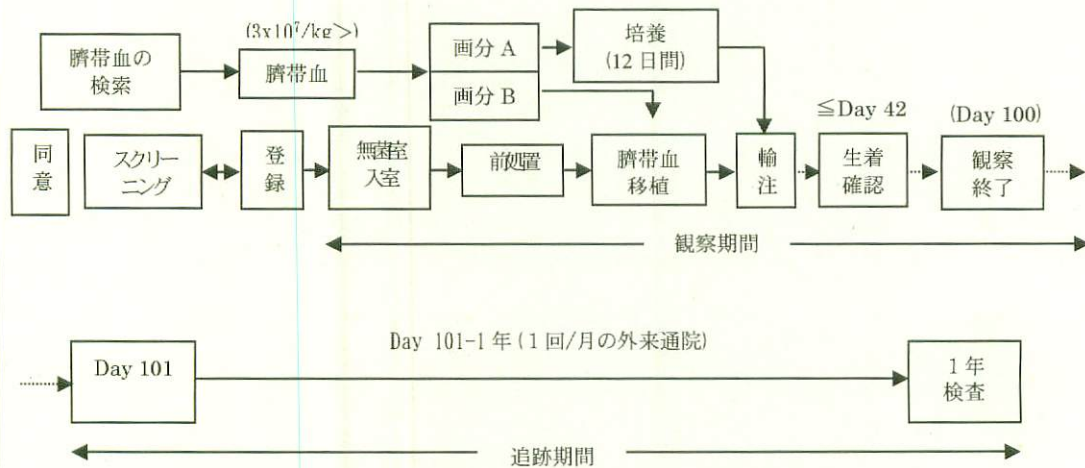 (3x10⁷/kg>)
臍帯血の
検索
臍帯血
画分 A
画分 B
培養
(12 日間)
≦Day 42
(Day 100)
同
意
スクリー
ニング
登
録
無菌室
入室
前処置
臍帯血
移植
輸
注
生着
確認
観察
終了
観察期間
Day 101-1 年 (1 回/月の外来通院)
Day 101
1 年
検査
追跡期間